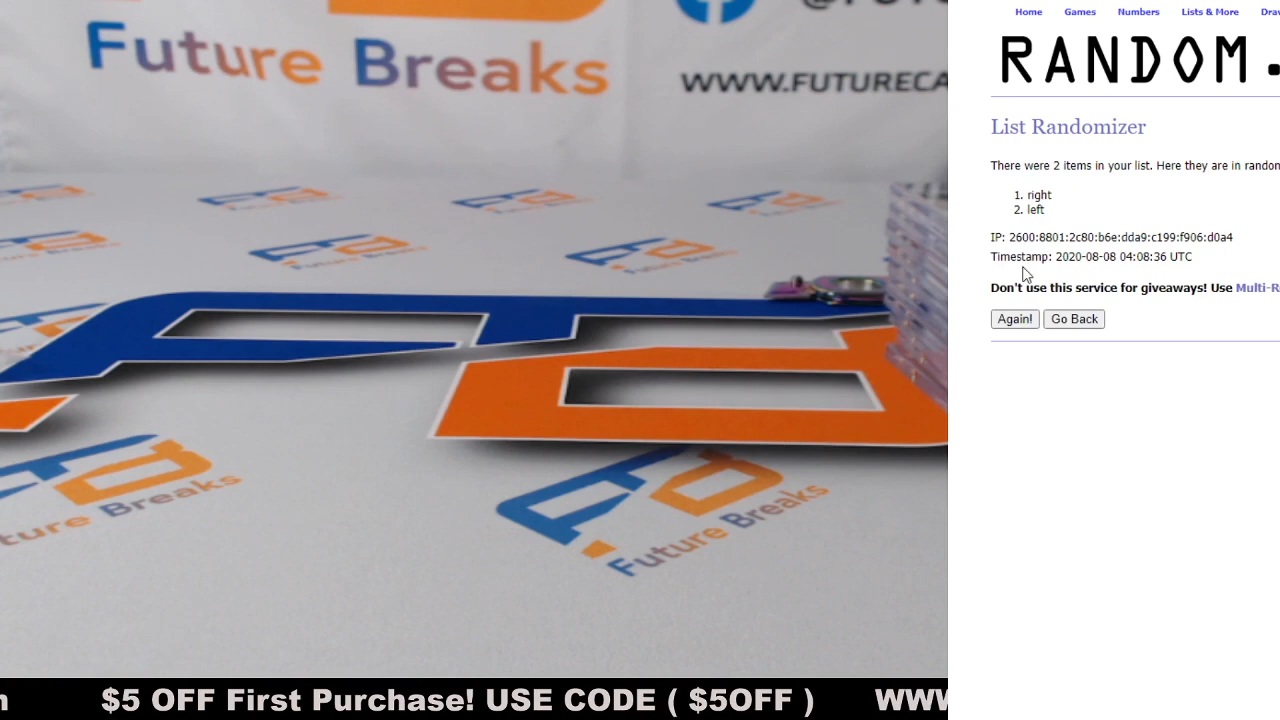 Future Breaks
WWW.FUTURECA
Future Breaks
Future Breaks
$5 OFF First Purchase! USE CODE ( $5OFF )
WWW
Home Games Numbers Lists & More
RANDOM.
List Randomizer
There were 2 items in your list. Here they are in random
1. right
2. left
IP: 2600:8801:2c80:b6e:dda9:c199:f906:d0a4
Timestamp: 2020-08-08 04:08:36 UTC
Don't use this service for giveaways! Use Multi-R
Again! Go Back